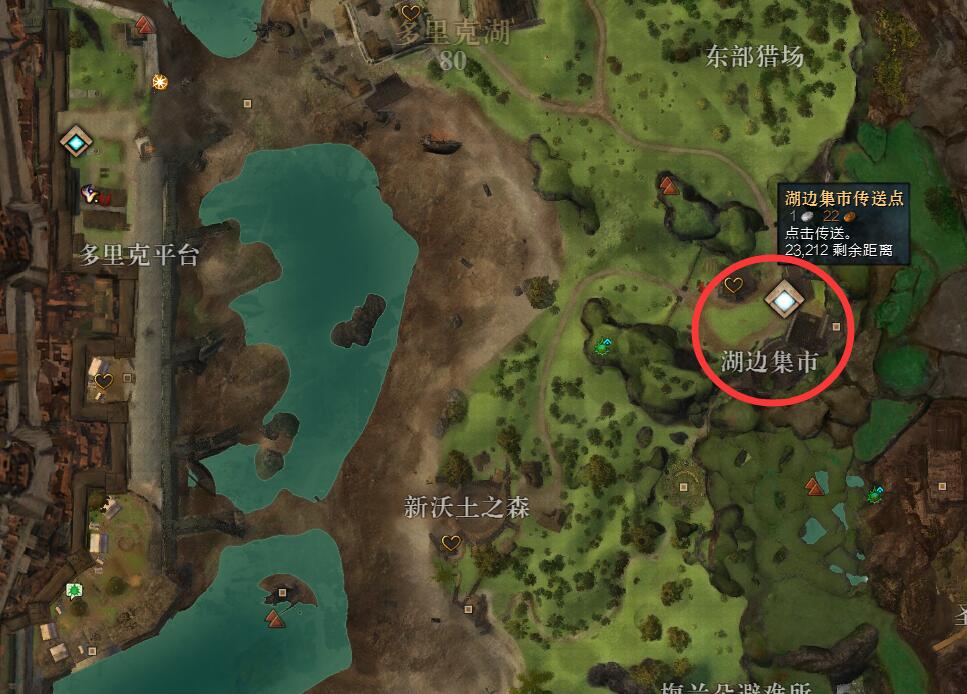 多里克湖
80
东部猎场
湖边集市传送点
1 22
点击传送。
23,212 剩余距离
多里克平台
湖边集市
新沃土之森